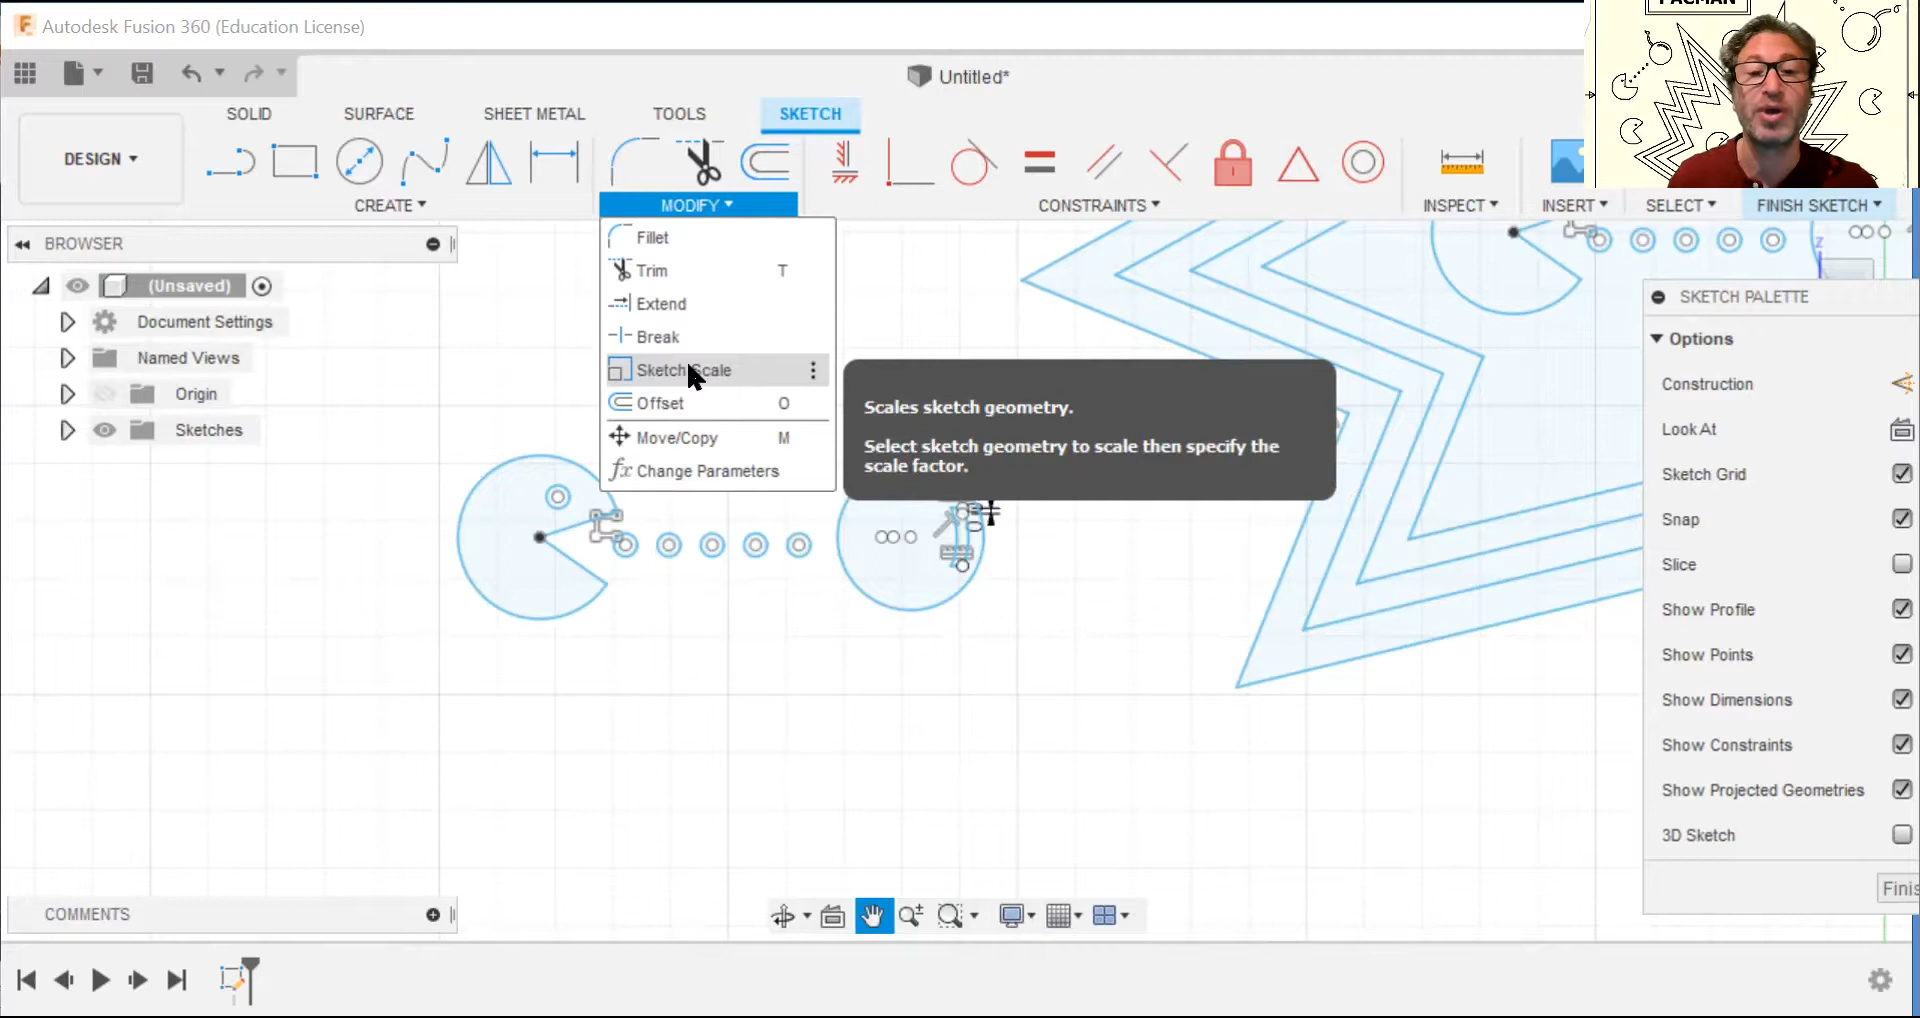 Autodesk Fusion 360 (Education License)
PACMAN
Untitled*
SOLID
SURFACE
SHEET METAL
TOOLS
SKETCH
DESIGN
CREATE
MODIFY
CONSTRAINTS
INSPECT
INSERT
SELECT
FINISH SKETCH
BROWSER
(Unsaved)
Document Settings
Named Views
Origin
Sketches
Fillet
Trim T
Extend
Break
Sketch Scale
Offset O
Move/Copy M
fx Change Parameters
Scales sketch geometry.
Select sketch geometry to scale then specify the
scale factor.
Z
SKETCH PALETTE
Options
Construction
Look At
Sketch Grid
Snap
Slice
Show Profile
Show Points
Show Dimensions
Show Constraints
Show Projected Geometries
3D Sketch
Finis
COMMENTS